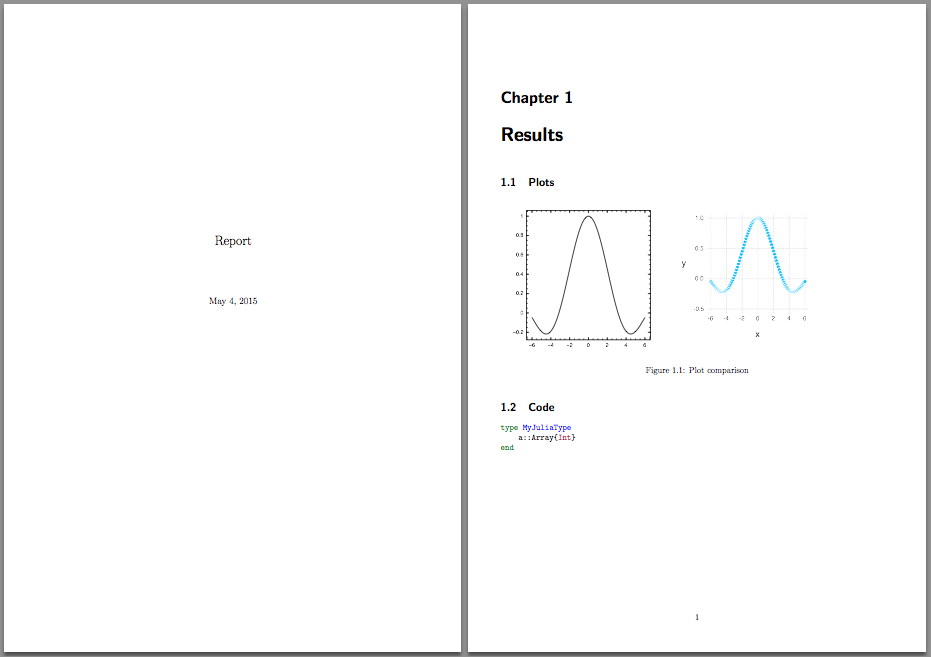 Report
May 4, 2015
Chapter 1
Results
1.1 Plots
1
0.8
0.6
0.4
0.2
0
−0.2
−6 −4 −2 0 2 4 6
1.0
0.5
0.0
-0.5
y
-6 -4 -2 0 2 4 6
x
Figure 1.1: Plot comparison
1.2 Code
type MyJuliaType
    a::Array{Int}
end
1